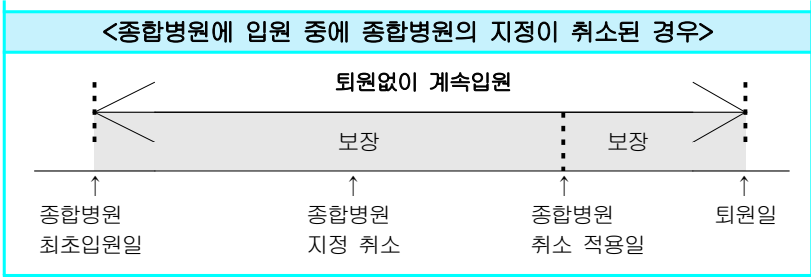 <종합병원에 입원 중에 종합병원의 지정이 취소된 경우>
퇴원없이 계속입원
보장 보장
↑ ↑ ↑ ↑
종합병원 종합병원 종합병원 퇴원일
최초입원일 지정 취소 취소 적용일